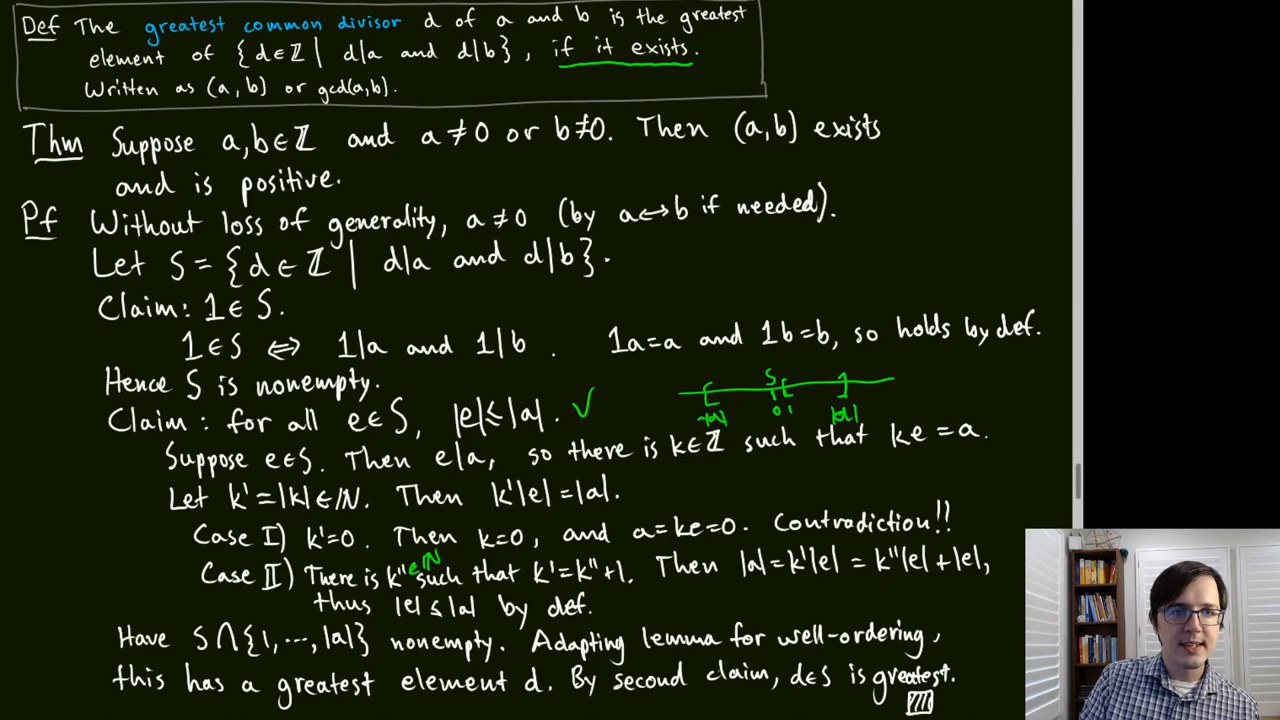 Def The greatest common divisor d of a and b is the greatest
element of {d∈ℤ | d|a and d|b}, if it exists.
Written as (a,b) or gcd(a,b).
Thm Suppose a,b∈ℤ and a≠0 or b≠0. Then (a,b) exists
and is positive.
Pf Without loss of generality, a≠0 (by a↔b if needed).
Let S = {d∈ℤ | d|a and d|b}.
Claim: 1∈S.
1∈S ⇔ 1|a and 1|b. 1a=a and 1b=b, so holds by def.
Hence S is nonempty.
S
Claim: for all e∈S, |e|≤|a|. ✓
-|a| 0 1 |a|
Suppose e∈S. Then e|a, so there is k∈ℤ such that ke=a.
Let k'=|k|∈ℕ. Then k'|e|=|a|.
Case I) k'=0. Then k=0, and a=ke=0. Contradiction!!
Case II) There is k''∈ℕ such that k'=k''+1. Then |a|=k'|e|=k''|e|+|e|,
thus |e|≤|a| by def.
Have S∩{1,...,|a|} nonempty. Adapting lemma for well-ordering,
this has a greatest element d. By second claim, d∈S is greatest.